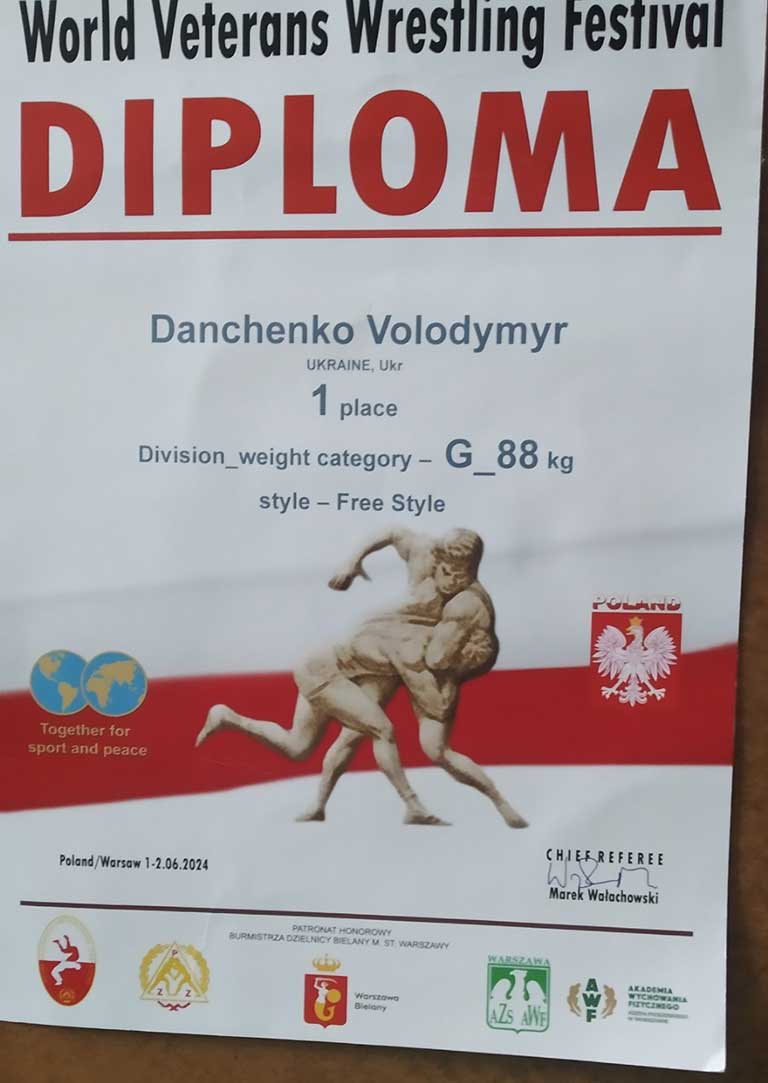 World Veterans Wrestling Festival
DIPLOMA
Danchenko Volodymyr
UKRAINE, Ukr
1 place
Division_weight category – G_88 kg
style – Free Style
POLAND
Together for
sport and peace
Poland/Warsaw 1-2.06.2024
CHIEF REFEREE
Marek Wałachowski
PATRONAT HONOROWY
BURMISTRZA DZIELNICY BIELANY M. ST. WARSZAWY
P
Z Z
Warszawa
Bielany
WARSZAWA
AZS AWF
AWF
AKADEMIA
WYCHOWANIA
FIZYCZNEGO